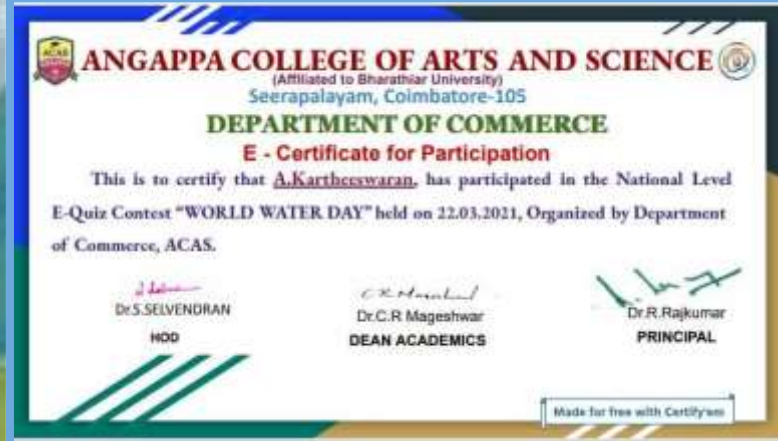 ACAS
ANGAPPA COLLEGE OF ARTS AND SCIENCE
(Affiliated to Bharathiar University)
Seerapalayam, Coimbatore-105
DEPARTMENT OF COMMERCE
E - Certificate for Participation
This is to certify that A.Kartheeswaran, has participated in the National Level
E-Quiz Contest "WORLD WATER DAY" held on 22.03.2021, Organized by Department
of Commerce, ACAS.
Dr.S.SELVENDRAN Dr.C.R Mageshwar Dr.R.Rajkumar
HOD DEAN ACADEMICS PRINCIPAL
Made for free with Certify'em